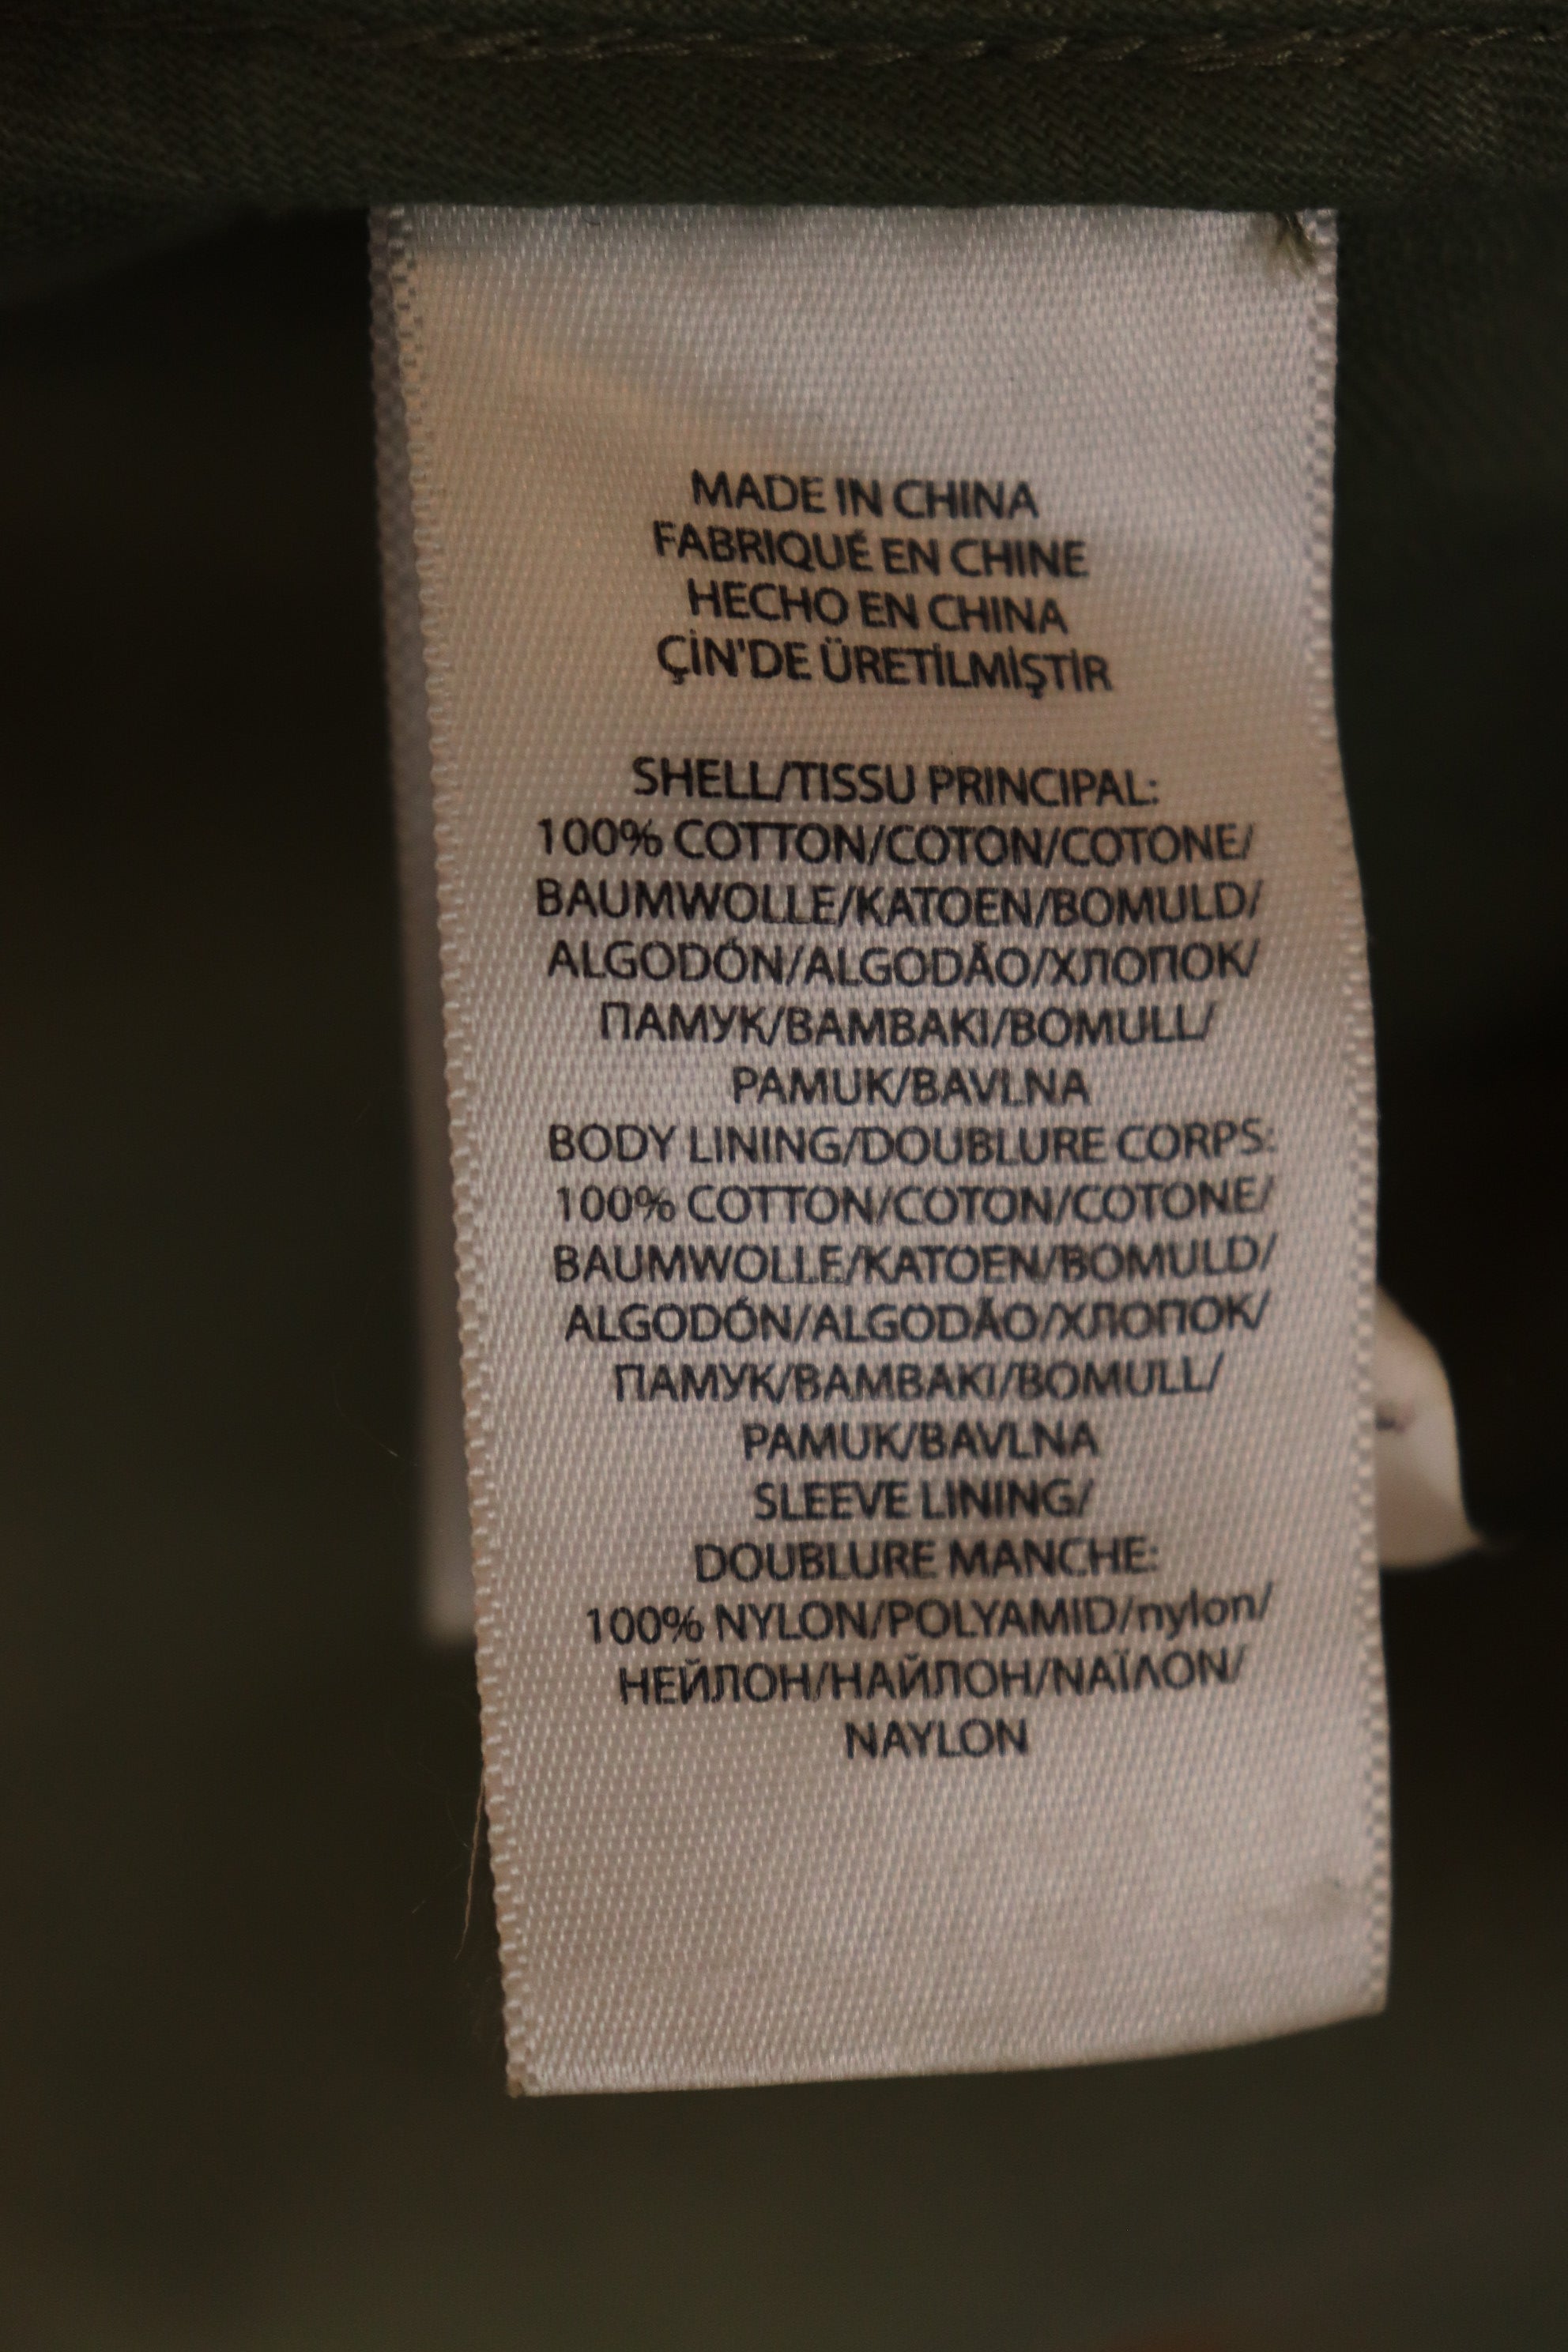 MADE IN CHINA
FABRIQUÉ EN CHINE
HECHO EN CHINA
ÇİN'DE ÜRETİLMİŞTİR
SHELL/TISSU PRINCIPAL:
100% COTTON/COTON/COTONE/
BAUMWOLLE/KATOEN/BOMULD/
ALGODÓN/ALGODÃO/ХЛОПОК/
ПАМУК/ΒΑΜΒΑΚΙ/BOMULL/
PAMUK/BAVLNA
BODY LINING/DOUBLURE CORPS:
100% COTTON/COTON/COTONE/
BAUMWOLLE/KATOEN/BOMULD/
ALGODÓN/ALGODÃO/ХЛОПОК/
ПАМУК/ΒΑΜΒΑΚΙ/BOMULL/
PAMUK/BAVLNA
SLEEVE LINING/
DOUBLURE MANCHE:
100% NYLON/POLYAMID/nylon/
НЕЙЛОН/НАЙЛОН/ΝΑΪΛΟΝ/
NAYLON